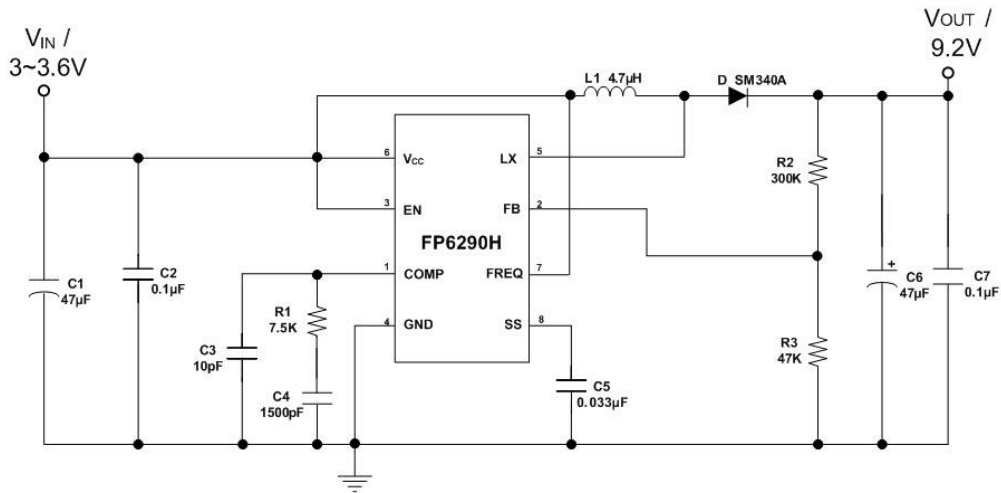 VIN /
3~3.6V
VOUT /
9.2V
L1 4.7μH
D SM340A
6
VCC
LX
5
3
EN
FB
2
FP6290H
1
COMP
FREQ
7
4
GND
SS
8
R2
300K
C1
47μF
C2
0.1μF
R1
7.5K
C3
10pF
C4
1500pF
C5
0.033μF
R3
47K
+
C6
47μF
C7
0.1μF